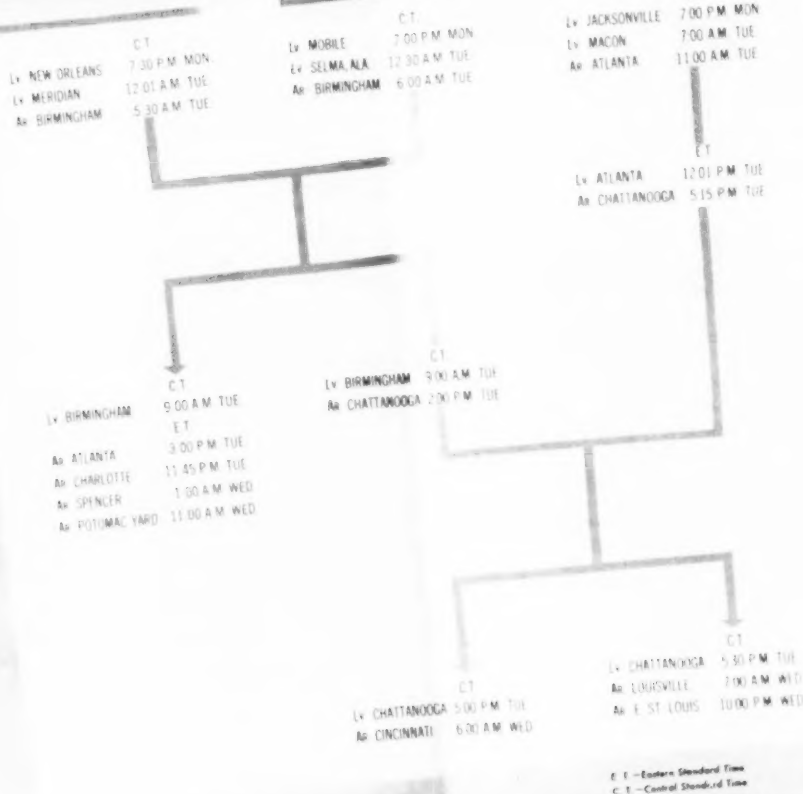 C.T.
Lv NEW ORLEANS 7:30 P.M. MON
Lv MERIDIAN 12:01 A.M. TUE
Ar BIRMINGHAM 5:30 A.M. TUE
C.T.
Lv MOBILE 7:00 P.M. MON
Lv SELMA, ALA. 12:30 A.M. TUE
Ar BIRMINGHAM 6:00 A.M. TUE
Lv JACKSONVILLE 7:00 P.M. MON
Lv MACON 7:00 A.M. TUE
Ar ATLANTA 11:00 A.M. TUE
E.T.
Lv ATLANTA 12:01 P.M. TUE
Ar CHATTANOOGA 5:15 P.M. TUE
C.T.
Lv BIRMINGHAM 9:00 A.M. TUE
E.T.
Ar ATLANTA 3:00 P.M. TUE
Ar CHARLOTTE 11:45 P.M. TUE
Ar SPENCER 1:00 A.M. WED
Ar POTOMAC YARD 11:00 A.M. WED
C.T.
Lv BIRMINGHAM 9:00 A.M. TUE
Ar CHATTANOOGA 2:00 P.M. TUE
C.T.
Lv CHATTANOOGA 5:00 P.M. TUE
Ar CINCINNATI 6:00 A.M. WED
C.T.
Lv CHATTANOOGA 5:30 P.M. TUE
Ar LOUISVILLE 7:00 A.M. WED
Ar E. ST. LOUIS 10:00 P.M. WED
E.T.—Eastern Standard Time
C.T.—Central Standard Time